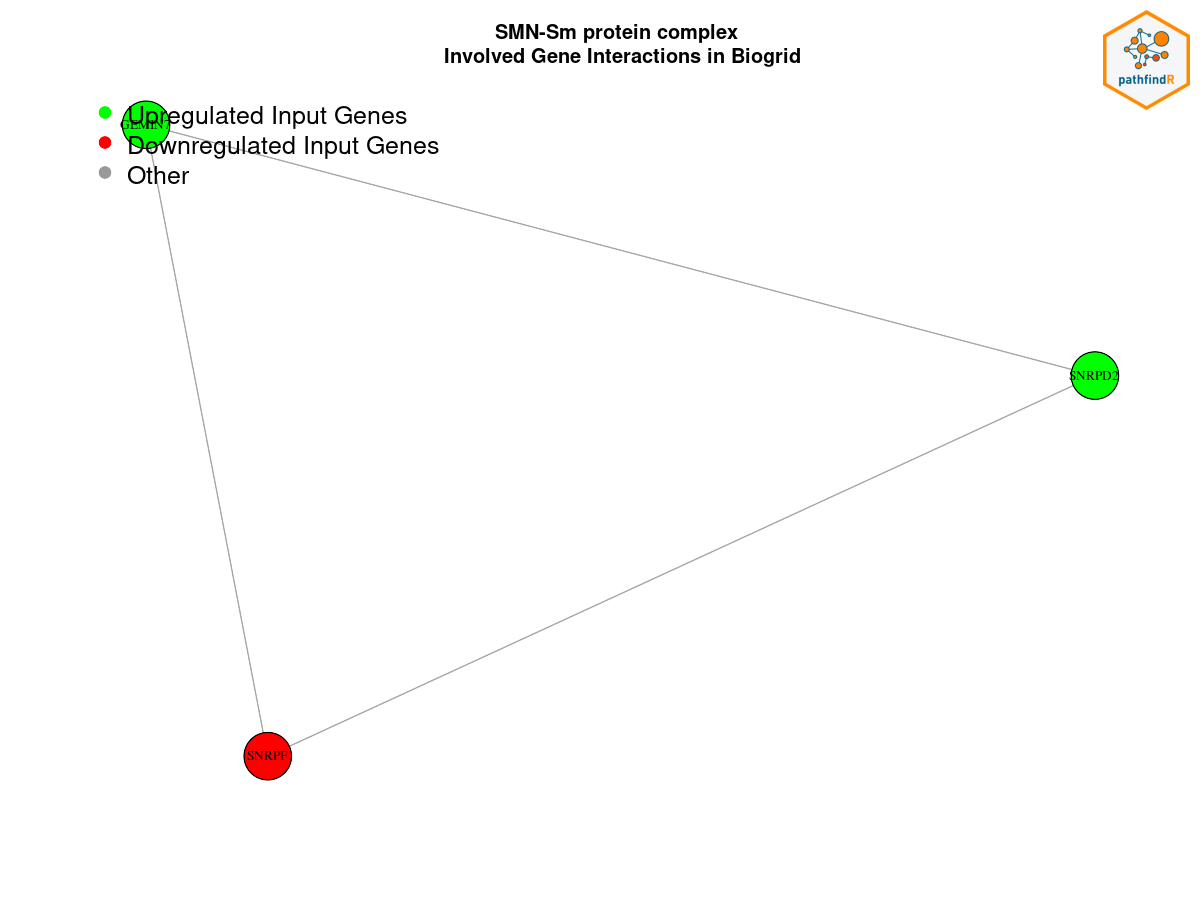 SMN-Sm protein complex
Involved Gene Interactions in Biogrid
pathfindR
Upregulated Input Genes
GEMIN7
Downregulated Input Genes
Other
SNRPD2
SNRPF